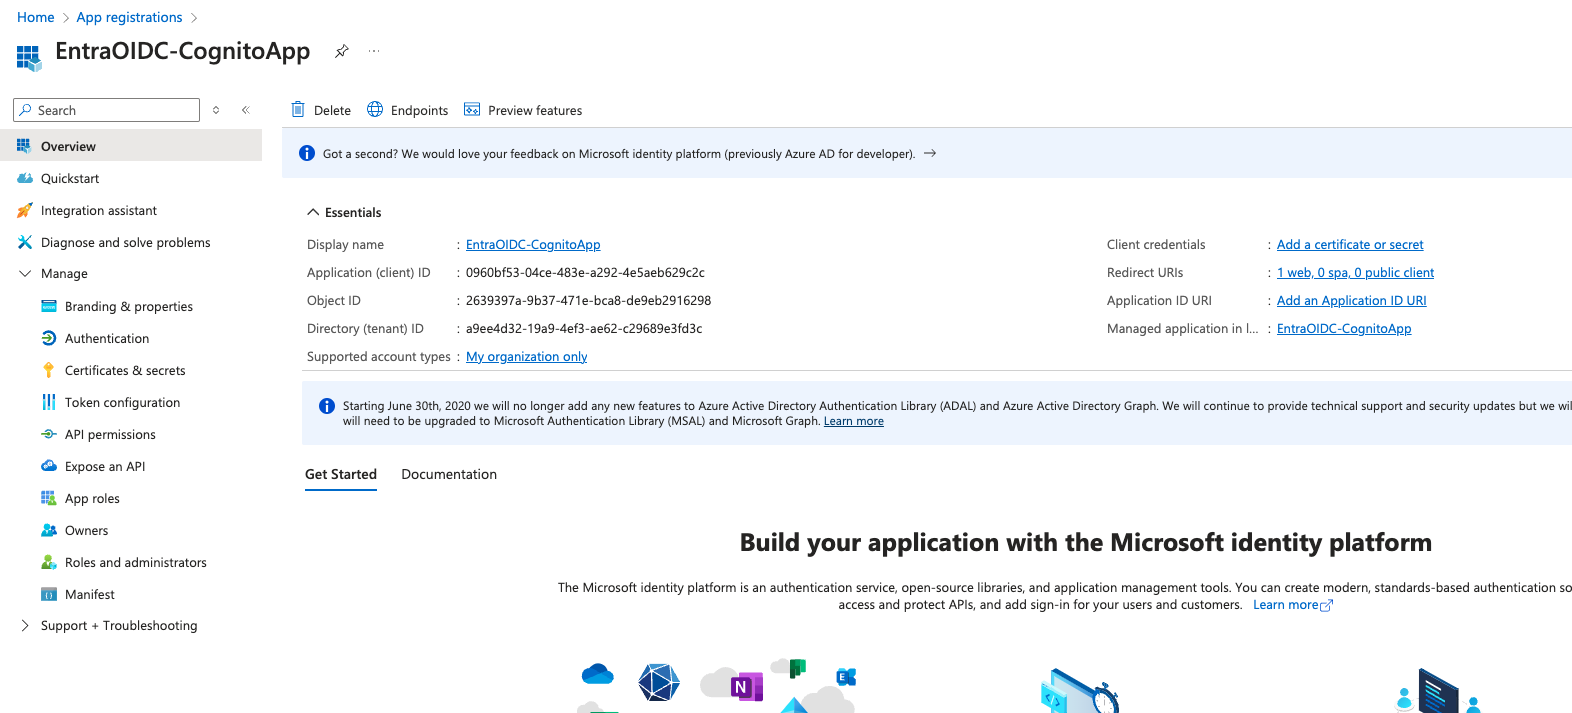 Home > App registrations >
EntraOIDC-CognitoApp
Search
Delete
Endpoints
Preview features
Overview
Quickstart
Integration assistant
Diagnose and solve problems
Manage
Branding & properties
Authentication
Certificates & secrets
Token configuration
API permissions
Expose an API
App roles
Owners
Roles and administrators
Manifest
Support + Troubleshooting
Got a second? We would love your feedback on Microsoft identity platform (previously Azure AD for developer). →
Essentials
Display name : EntraOIDC-CognitoApp
Application (client) ID : 0960bf53-04ce-483e-a292-4e5aeb629c2c
Object ID : 2639397a-9b37-471e-bca8-de9eb2916298
Directory (tenant) ID : a9ee4d32-19a9-4ef3-ae62-c29689e3fd3c
Supported account types : My organization only
Client credentials : Add a certificate or secret
Redirect URIs : 1 web, 0 spa, 0 public client
Application ID URI : Add an Application ID URI
Managed application in l... : EntraOIDC-CognitoApp
Starting June 30th, 2020 we will no longer add any new features to Azure Active Directory Authentication Library (ADAL) and Azure Active Directory Graph. We will continue to provide technical support and security updates but we wil
will need to be upgraded to Microsoft Authentication Library (MSAL) and Microsoft Graph. Learn more
Get Started
Documentation
Build your application with the Microsoft identity platform
The Microsoft identity platform is an authentication service, open-source libraries, and application management tools. You can create modern, standards-based authentication so
access and protect APIs, and add sign-in for your users and customers. Learn more
N
E